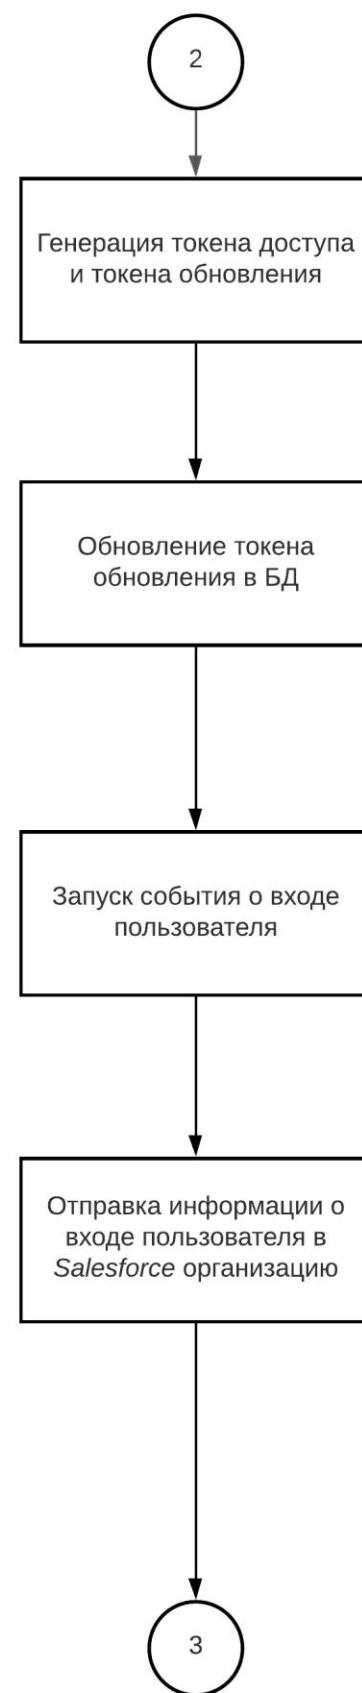 2
Генерация токена доступа
и токена обновления
Обновление токена
обновления в БД
Запуск события о входе
пользователя
Отправка информации о
входе пользователя в
Salesforce организацию
3